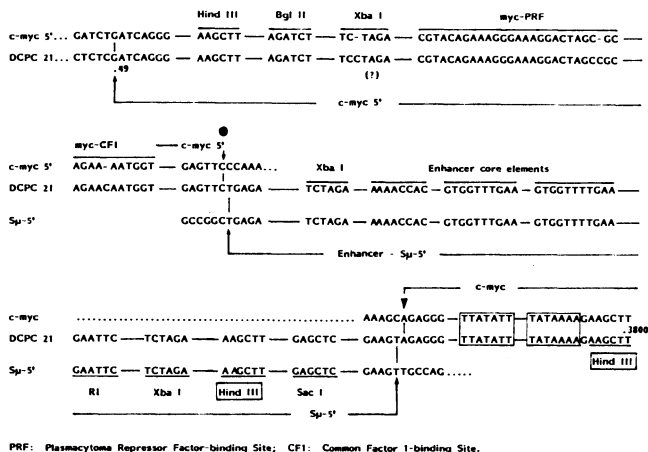 Hind III Bgl II Xba I myc-PRF
c-myc 5'... GATCTGATCAGGG — AAGCTT — AGATCT — TC-TAGA — CGTACAGAAAGGGAAAGGACTAGC-GC
DCPC 21... CTCTCGATCAGGG — AAGCTT — AGATCT — TCCTAGA — CGTACAGAAAGGGAAAGGACTAGCCGC
.49 (?)
c-myc 5'
myc-CF1 c-myc 5'
c-myc 5' AGAA-AATGGT — GAGTTCCCAAA...
Xba I Enhancer core elements
DCPC 21 AGAACAATGGT — GAGTTCTGAGA — TCTAGA — AAAACCAC — GTGGTTTGAA — GTGGTTTTGAA —
Sμ-5' GCCGGCTGAGA — TCTAGA — AAAACCAC — GTGGTTTGAA — GTGGTTTTGAA —
Enhancer - Sμ-5'
c-myc
c-myc ........ AAAGCAGAGGG — TTATATT — TATAAAAGAAGCTT
.3800
DCPC 21 GAATTC — TCTAGA — AAGCTT — GAGCTC — GAAGTAGAGGG — TTATATT — TATAAAAGAAGCTT
Hind III
Sμ-5' GAATTC — TCTAGA — AAGCTT — GAGCTC — GAAGTTGCCAG .....
RI Xba I Hind III Sac I
Sμ-5'
PRF: Plasmacytoma Repressor Factor-binding Site; CF1: Common Factor 1-binding Site.